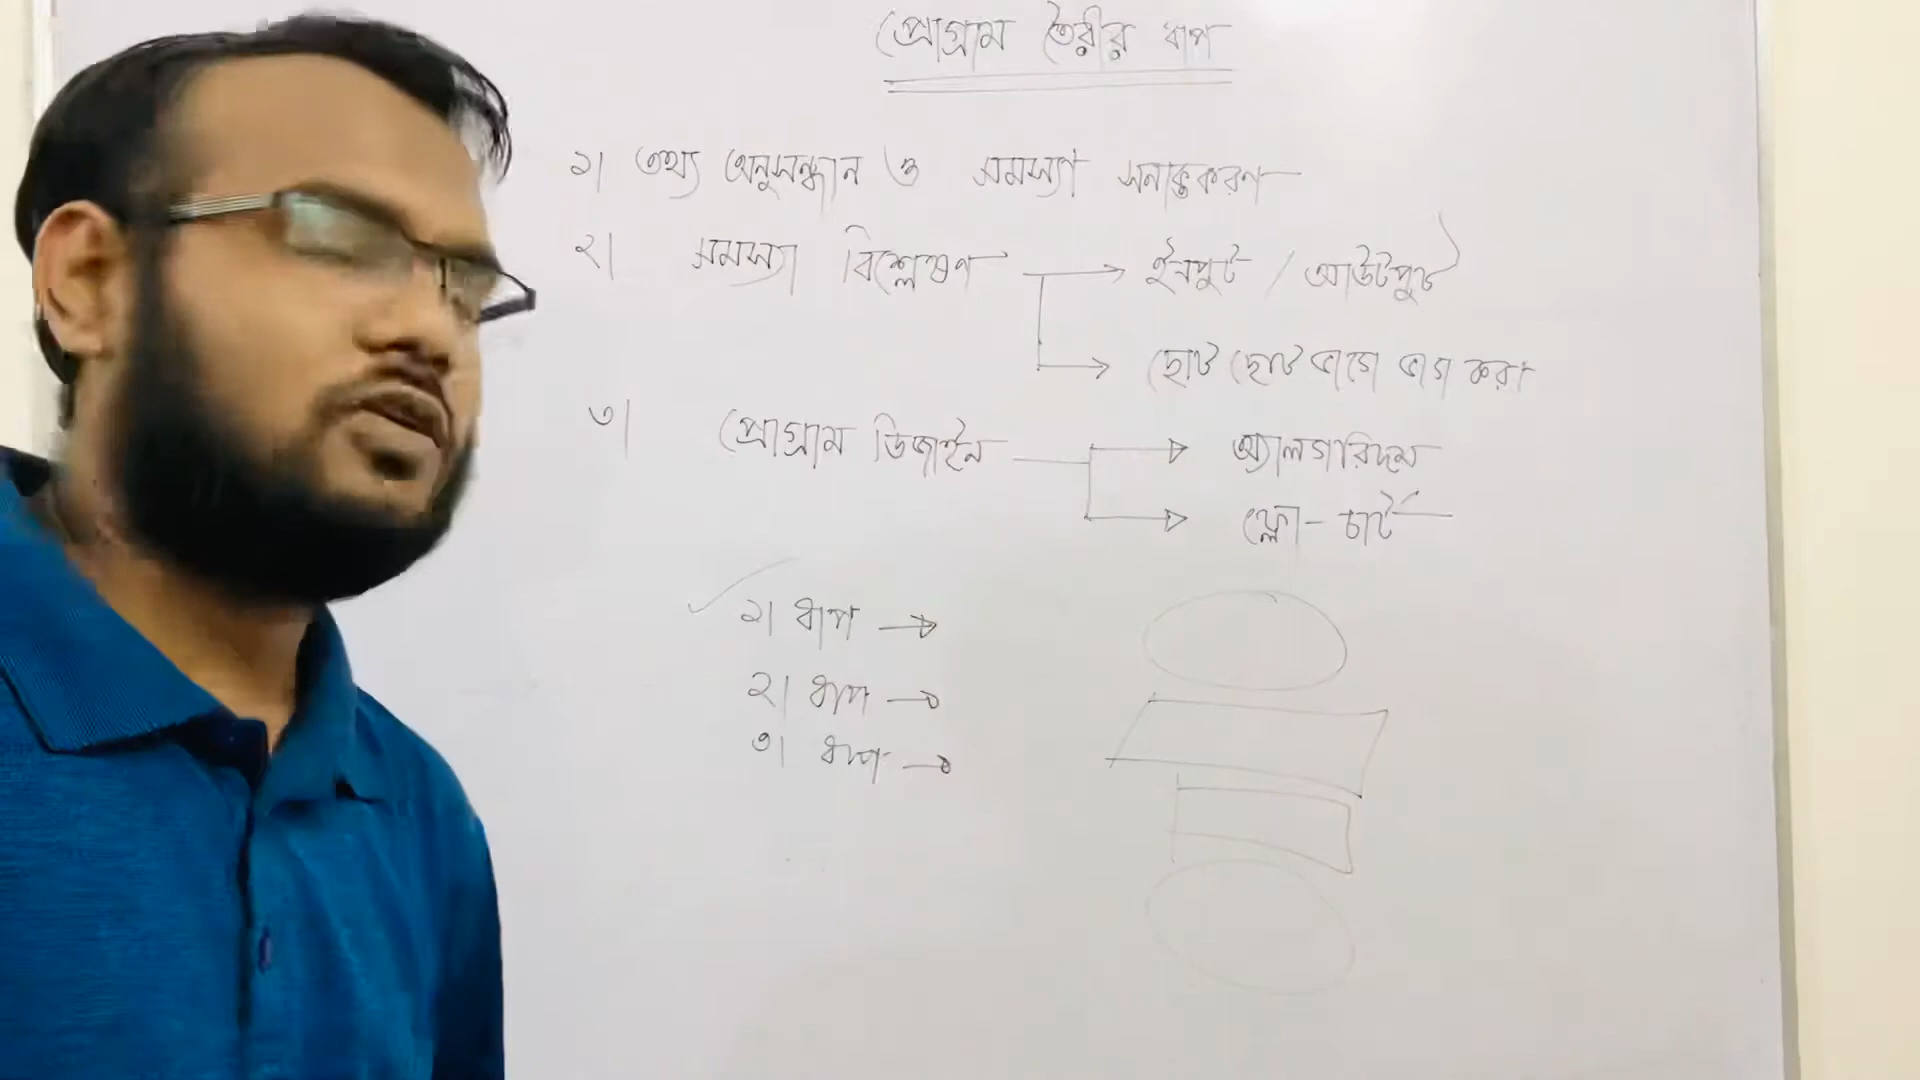 প্রোগ্রাম তৈরীর ধাপ
১। তথ্য অনুসন্ধান ও সমস্যা সনাক্তকরণ
২। সমস্যা বিশ্লেষণ → ইনপুট / আউটপুট
→ ছোট ছোট ভাগে ভাগ করা
৩। প্রোগ্রাম ডিজাইন → অ্যালগরিদম
→ ফ্লো - চার্ট
১। ধাপ →
২। ধাপ →
৩। ধাপ →